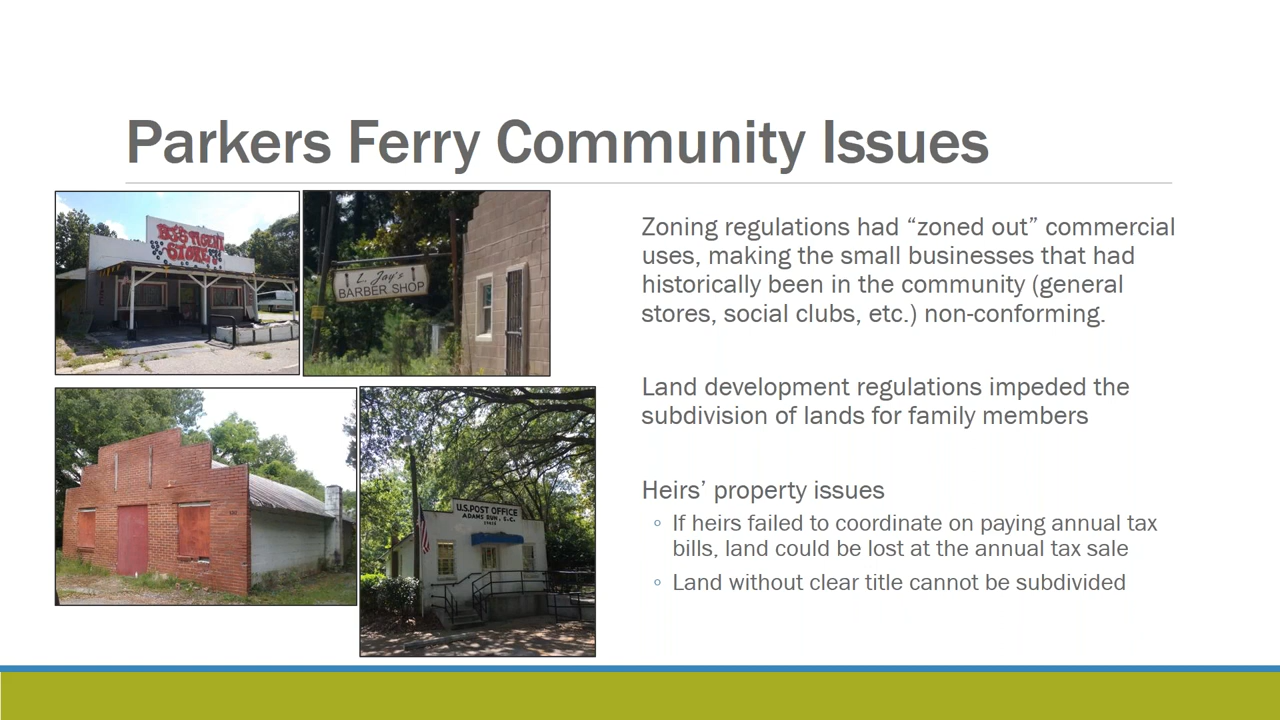 Parkers Ferry Community Issues
L. Jay's
BARBER SHOP
U.S. POST OFFICE
ADAMS RUN, S.C.
Zoning regulations had “zoned out” commercial
uses, making the small businesses that had
historically been in the community (general
stores, social clubs, etc.) non-conforming.
Land development regulations impeded the
subdivision of lands for family members
Heirs’ property issues
◦ If heirs failed to coordinate on paying annual tax
bills, land could be lost at the annual tax sale
◦ Land without clear title cannot be subdivided